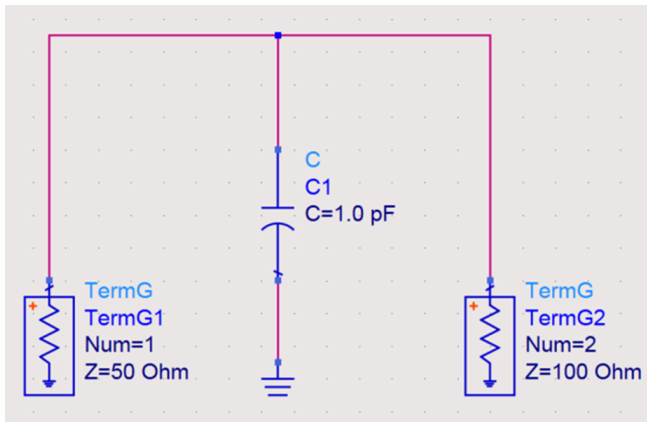 C
C1
C=1.0 pF
TermG
TermG1
Num=1
Z=50 Ohm
TermG
TermG2
Num=2
Z=100 Ohm